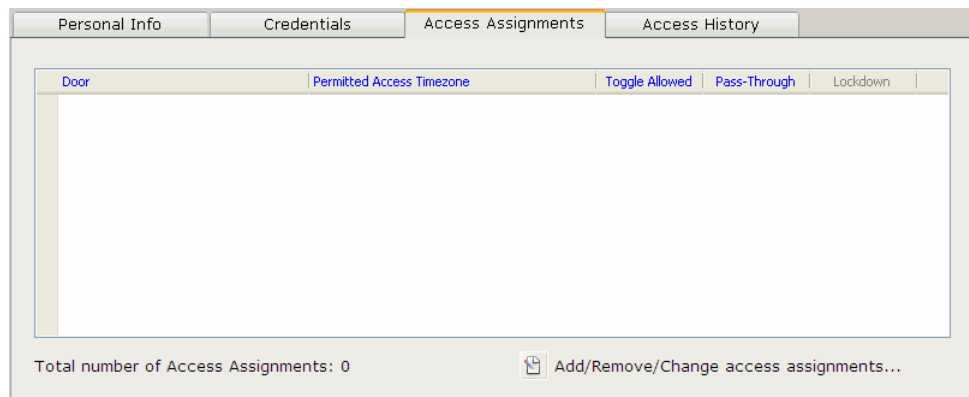 Personal Info Credentials Access Assignments Access History
Door Permitted Access Timezone Toggle Allowed Pass-Through Lockdown
Total number of Access Assignments: 0 Add/Remove/Change access assignments...